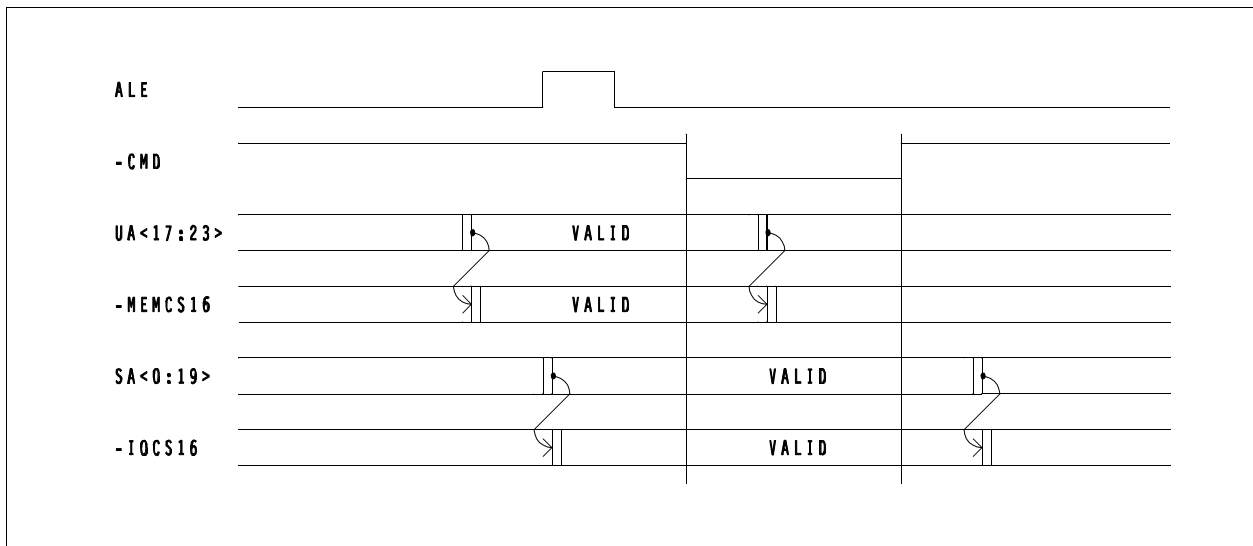 ALE
-CMD
UA<17:23> VALID
-MEMCS16 VALID
SA<0:19> VALID
-IOCS16 VALID